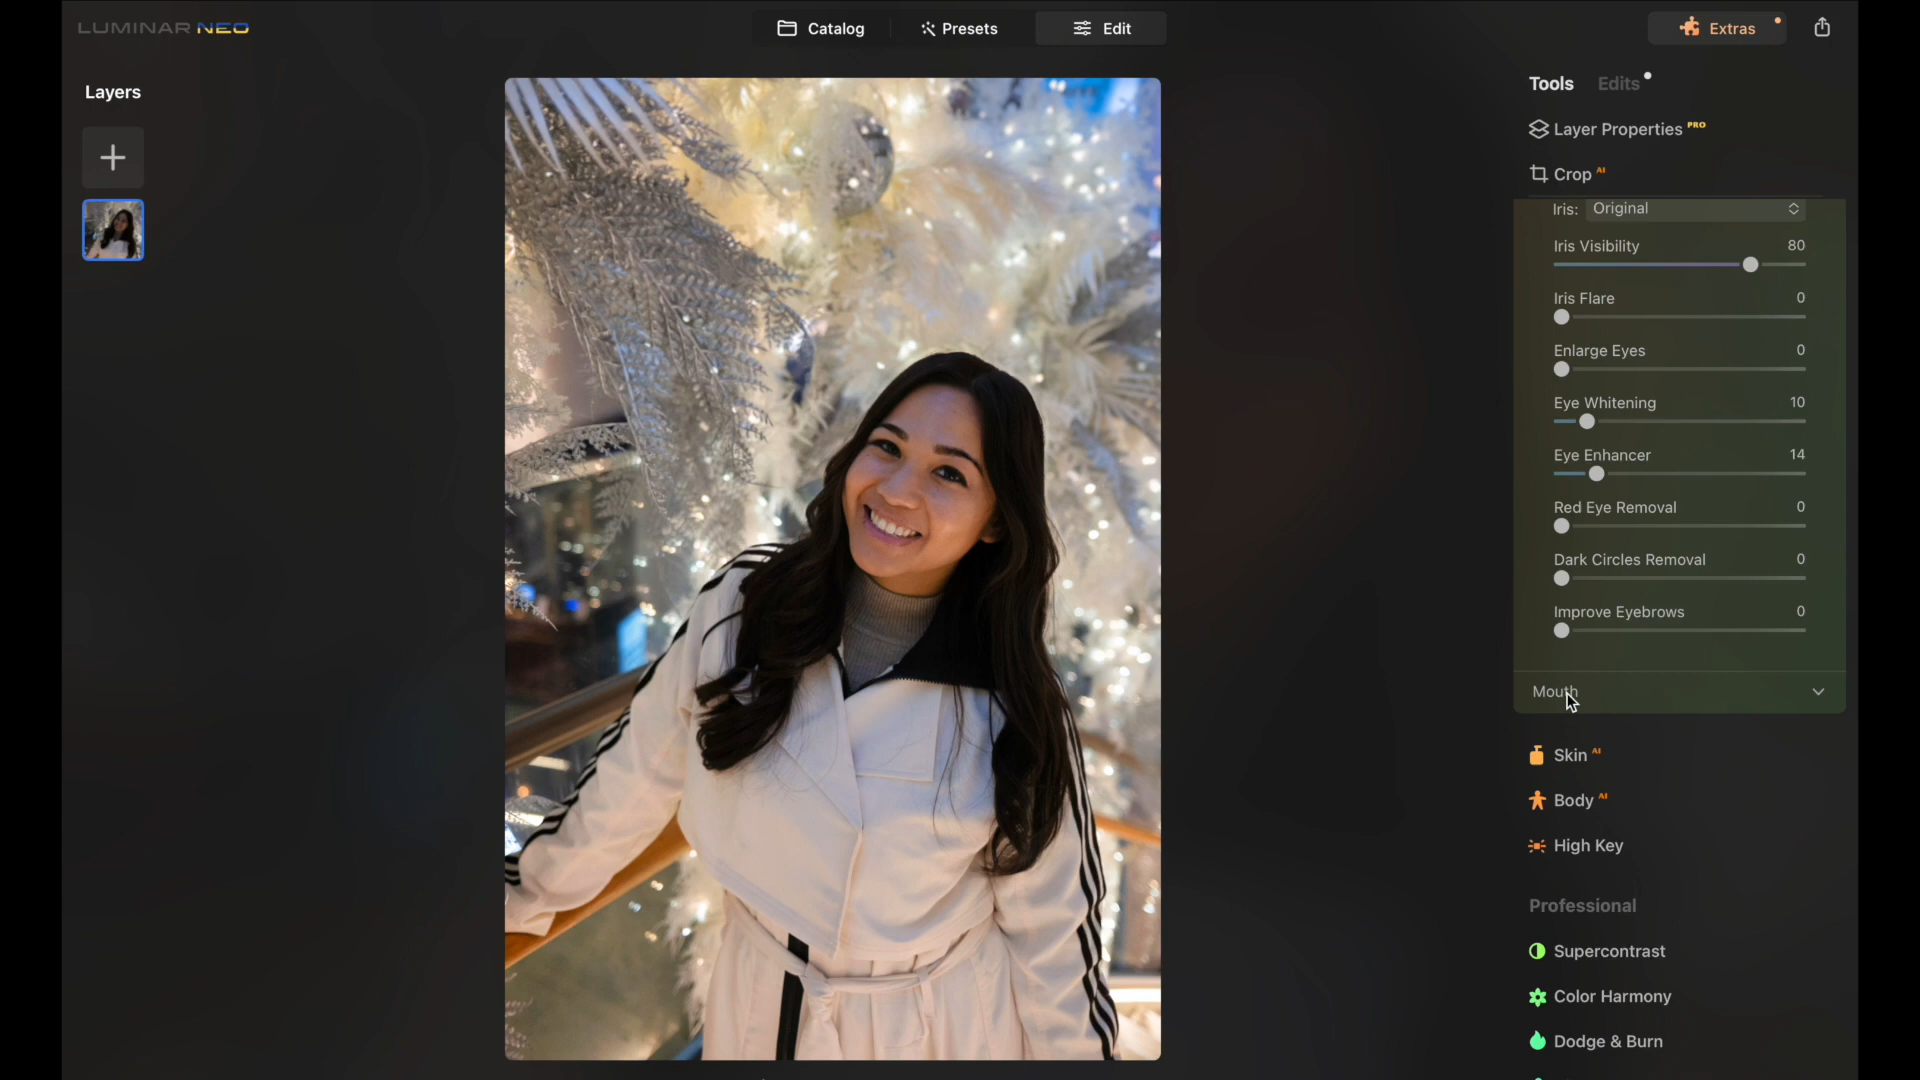 LUMINAR NEO
Catalog
Presets
Edit
Extras
Layers
Tools
Edits
Layer Properties PRO
Crop AI
Iris: Original
Iris Visibility 80
Iris Flare 0
Enlarge Eyes 0
Eye Whitening 10
Eye Enhancer 14
Red Eye Removal 0
Dark Circles Removal 0
Improve Eyebrows 0
Mouth
Skin AI
Body AI
High Key
Professional
Supercontrast
Color Harmony
Dodge & Burn